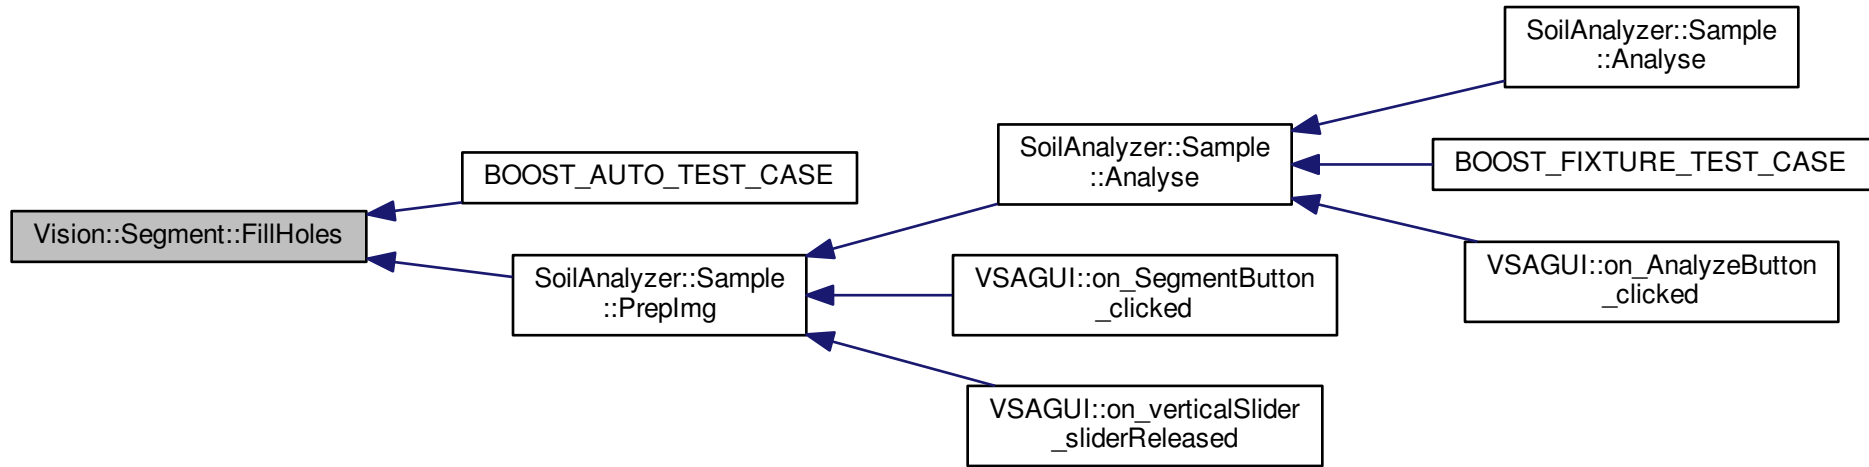 Vision::Segment::FillHoles
BOOST_AUTO_TEST_CASE
SoilAnalyzer::Sample
::PrepImg
SoilAnalyzer::Sample
::Analyse
VSAGUI::on_SegmentButton
_clicked
VSAGUI::on_verticalSlider
_sliderReleased
SoilAnalyzer::Sample
::Analyse
BOOST_FIXTURE_TEST_CASE
VSAGUI::on_AnalyzeButton
_clicked